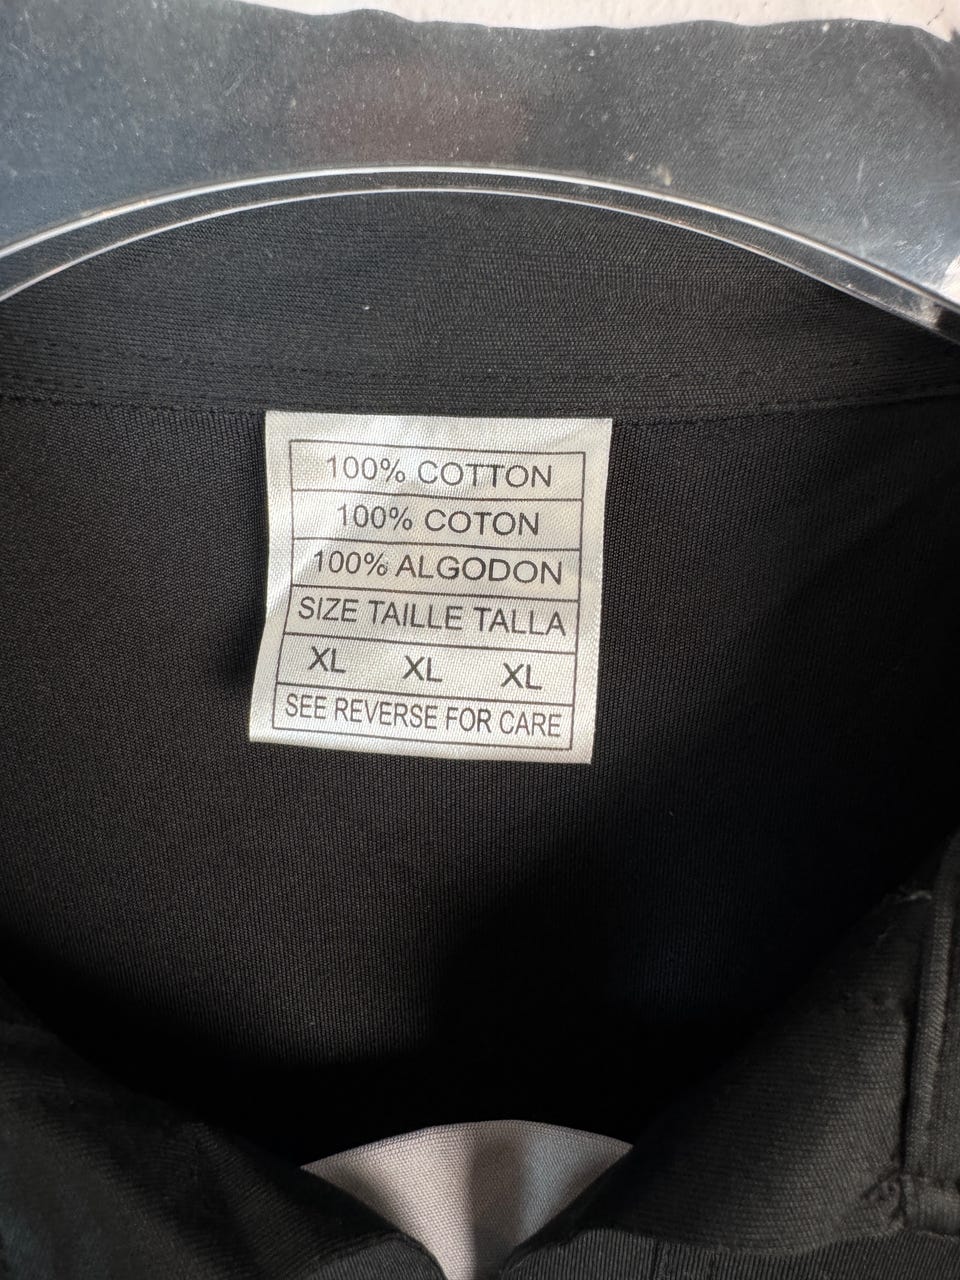 100% COTTON
100% COTON
100% ALGODON
SIZE TAILLE TALLA
XL XL XL
SEE REVERSE FOR CARE